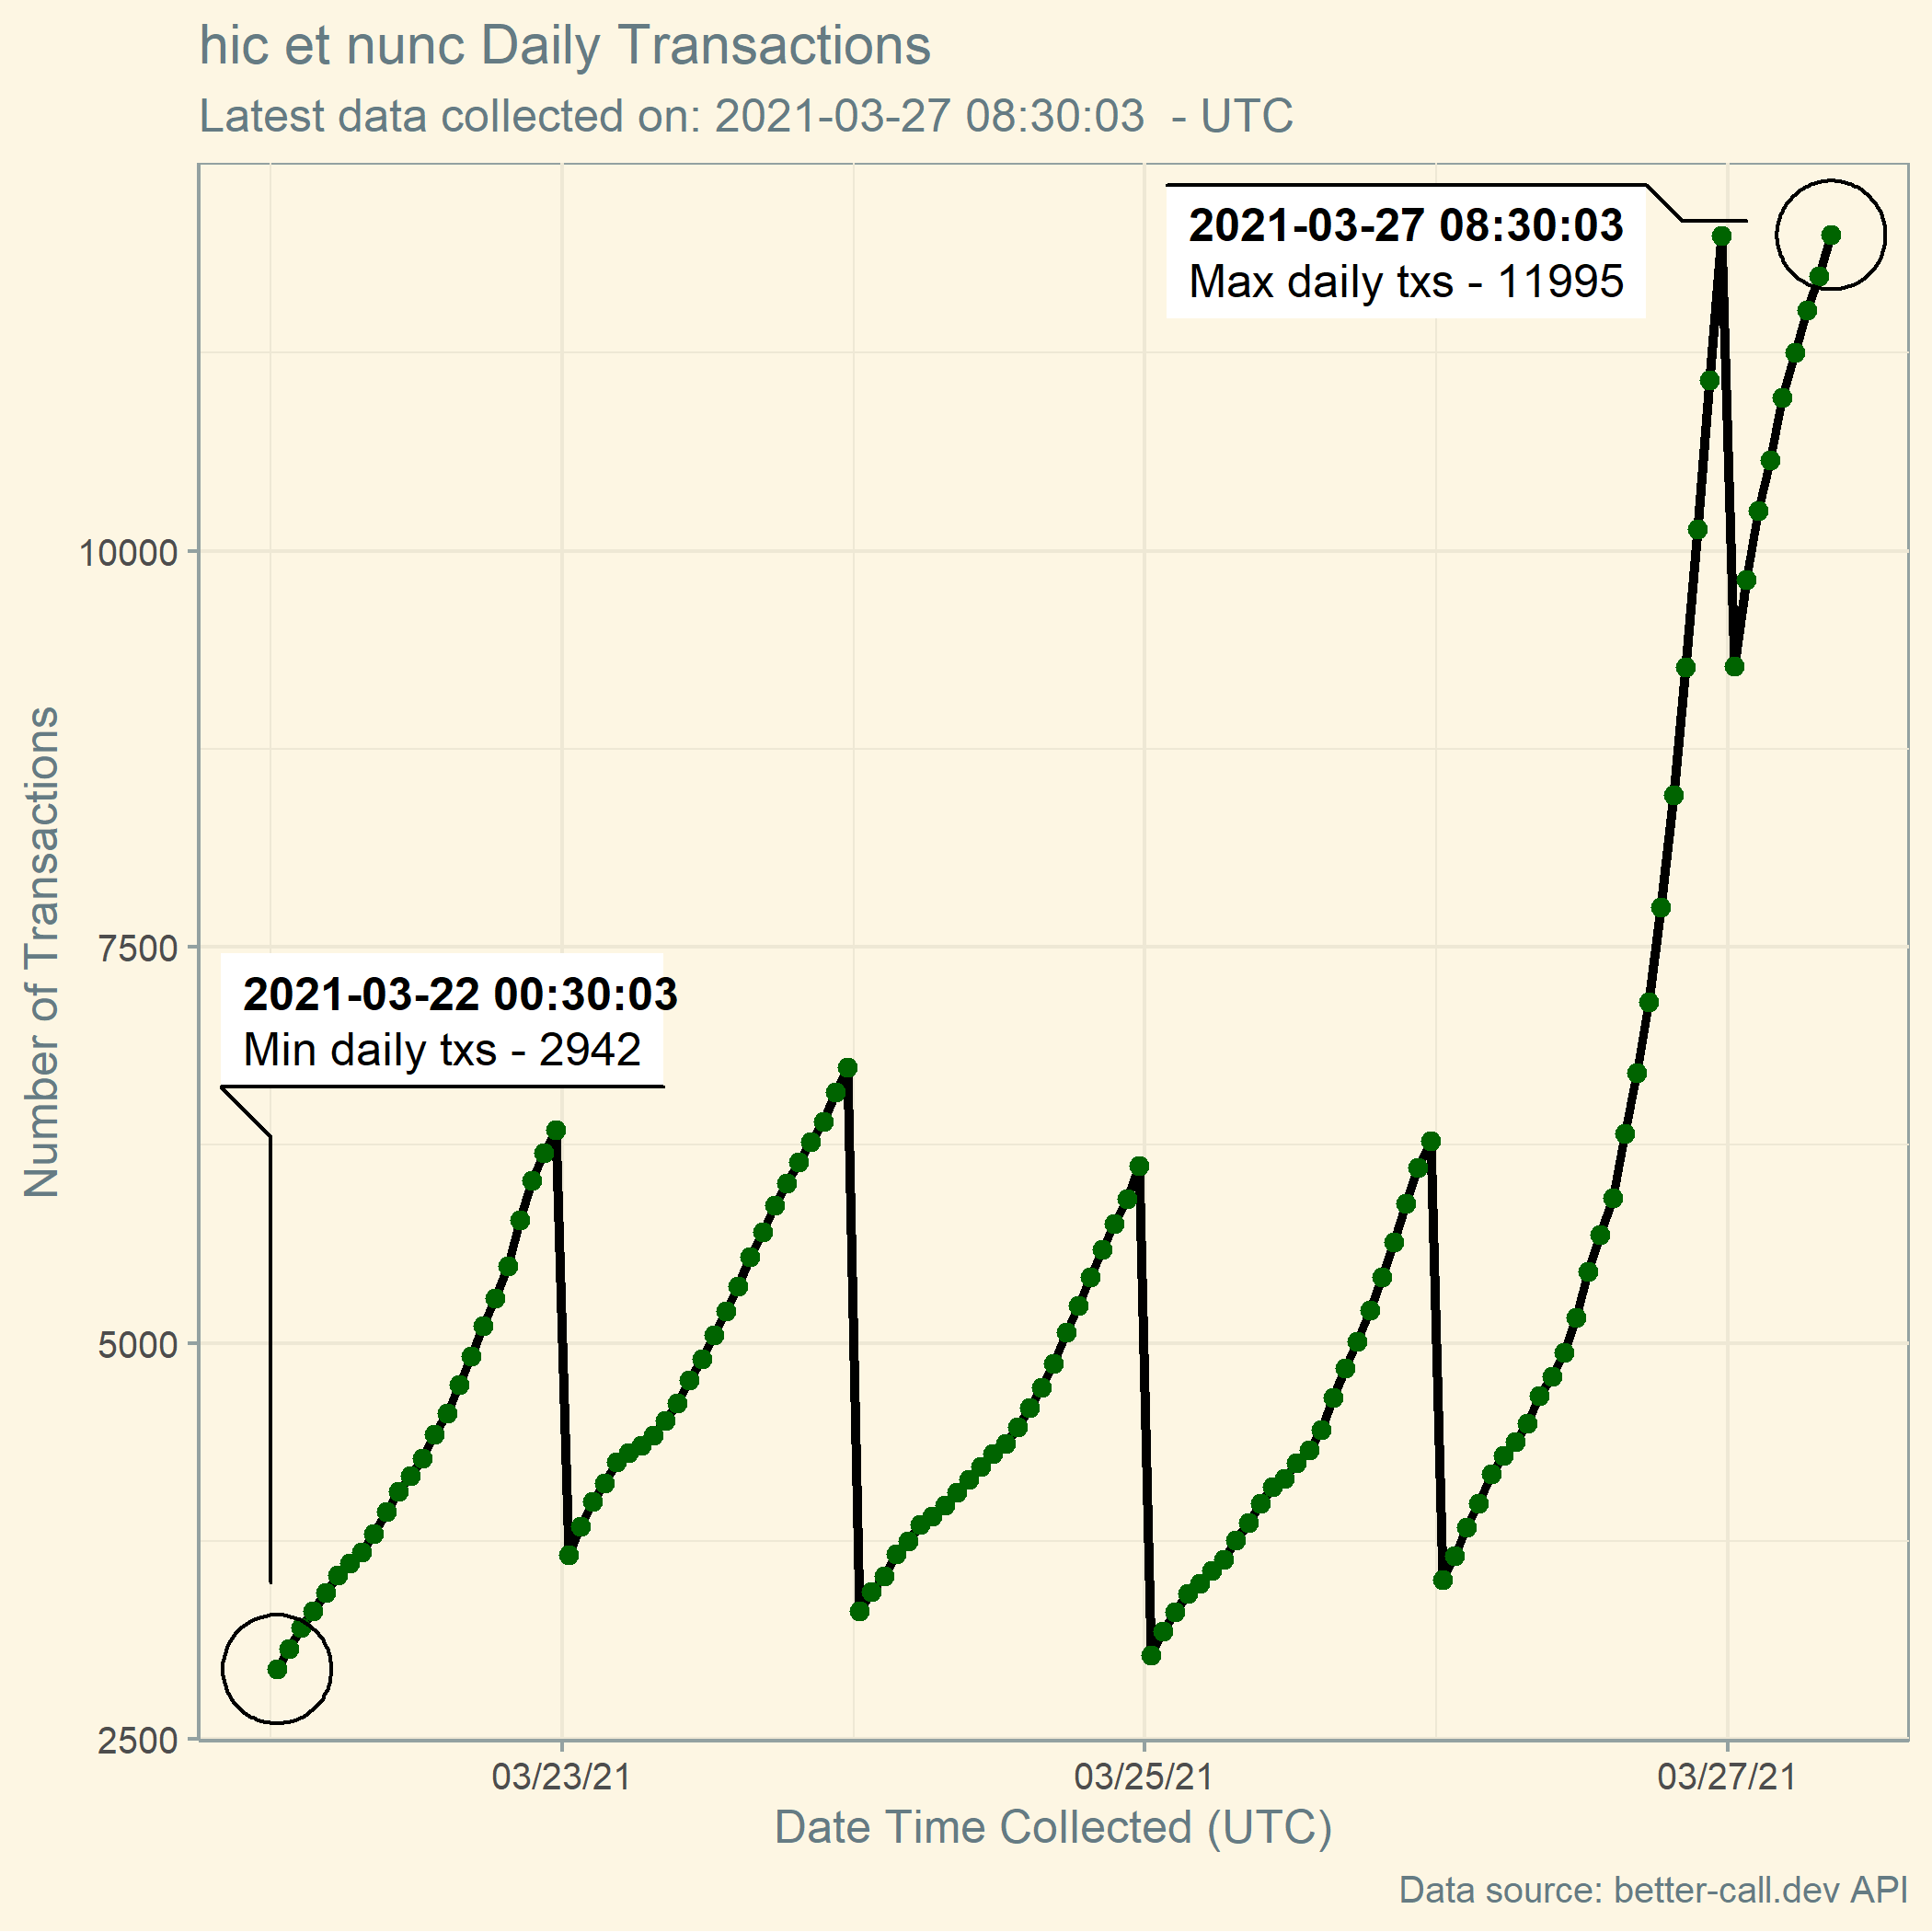 hic et nunc Daily Transactions
Latest data collected on: 2021-03-27 08:30:03  - UTC
2021-03-27 08:30:03
Max daily txs - 11995
10000
7500
2021-03-22 00:30:03
Min daily txs - 2942
5000
2500
Number of Transactions
03/23/21
03/25/21
03/27/21
Date Time Collected (UTC)
Data source: better-call.dev API